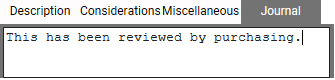 Description Considerations Miscellaneous Journal
This has been reviewed by purchasing.